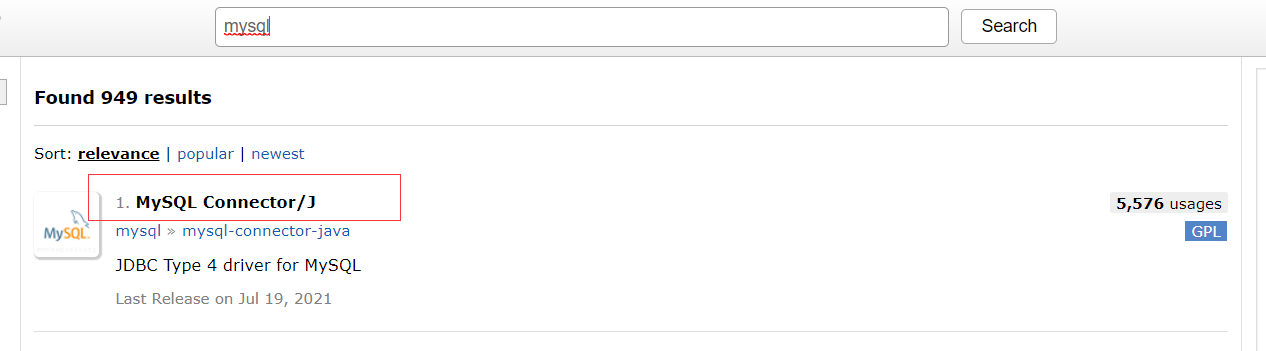 mysql
Search
Found 949 results
Sort: relevance | popular | newest
1. MySQL Connector/J
5,576 usages
MySQL
mysql » mysql-connector-java
GPL
JDBC Type 4 driver for MySQL
Last Release on Jul 19, 2021